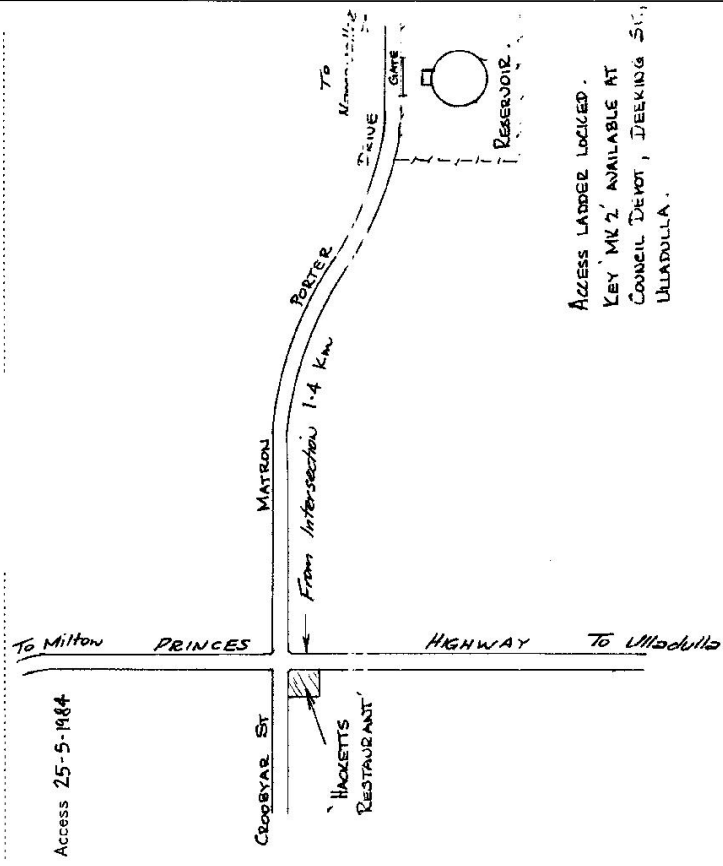 Access 25-5-1984
To Milton
PRINCES
HIGHWAY
To Ulladulla
CROOBYAR ST
'HACKETTS
RESTAURANT'
MATRON
PORTER
DRIVE
From Intersection 1.4 Km
To
GATE
RESERVOIR.
ACCESS LADDER LOCKED.
KEY 'MK 2' AVAILABLE AT
COUNCIL DEPOT, DEEKING ST.,
ULLADULLA.